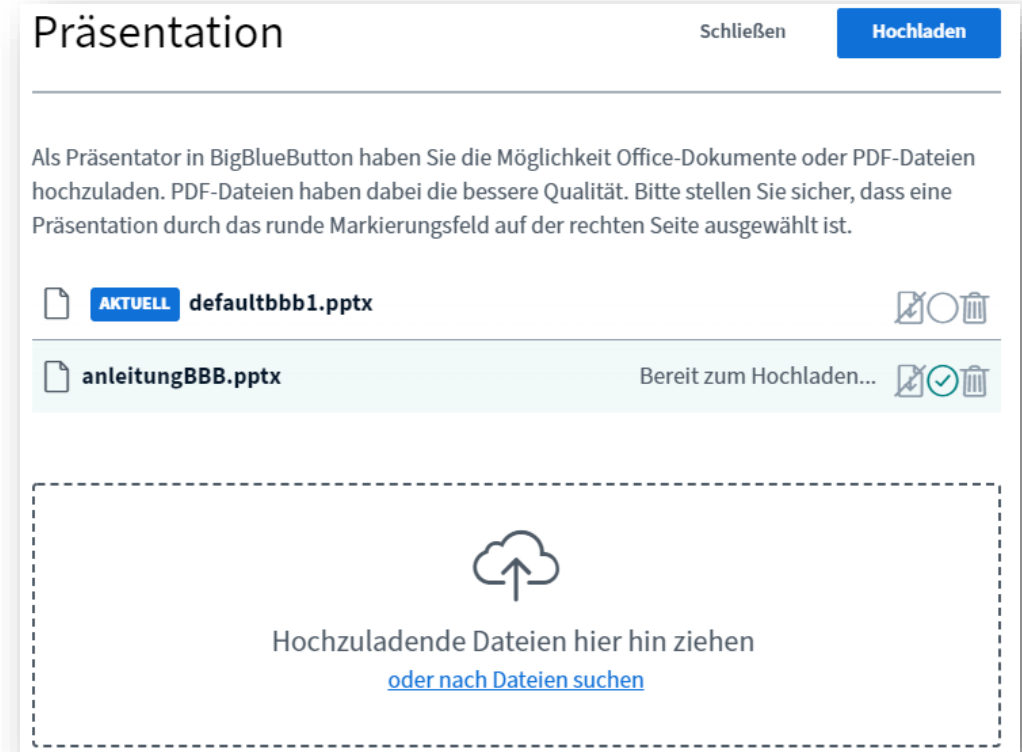 Präsentation
Schließen
Hochladen
Als Präsentator in BigBlueButton haben Sie die Möglichkeit Office-Dokumente oder PDF-Dateien
hochzuladen. PDF-Dateien haben dabei die bessere Qualität. Bitte stellen Sie sicher, dass eine
Präsentation durch das runde Markierungsfeld auf der rechten Seite ausgewählt ist.
AKTUELL defaultbbb1.pptx
anleitungBBB.pptx Bereit zum Hochladen...
Hochzuladende Dateien hier hin ziehen
oder nach Dateien suchen